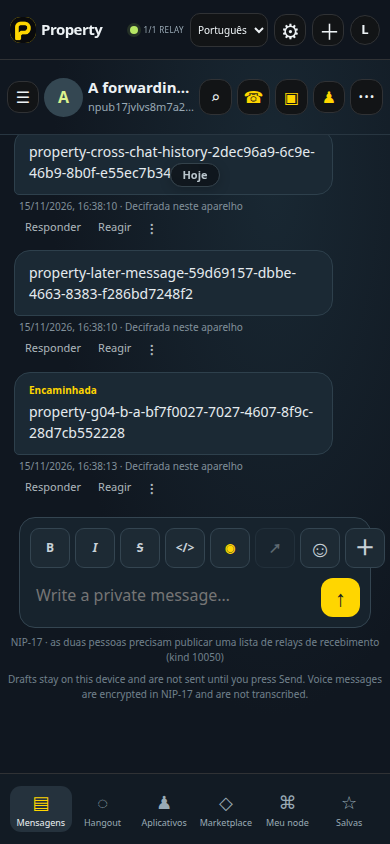 Property
1/1 RELAY
Português
L
A
A forwardin...
npub17jvlvs8m7a2...
property-cross-chat-history-2dec96a9-6c9e-
46b9-8b0f-e55ec7b34
Hoje
15/11/2026, 16:38:10 · Decifrada neste aparelho
Responder Reagir
property-later-message-59d69157-dbbe-
4663-8383-f286bd7248f2
15/11/2026, 16:38:10 · Decifrada neste aparelho
Responder Reagir
Encaminhada
property-g04-b-a-bf7f0027-7027-4607-8f9c-
28d7cb552228
15/11/2026, 16:38:13 · Decifrada neste aparelho
Responder Reagir
B I S </>
Write a private message...
NIP-17 · as duas pessoas precisam publicar uma lista de relays de recebimento
(kind 10050)
Drafts stay on this device and are not sent until you press Send. Voice messages
are encrypted in NIP-17 and are not transcribed.
Mensagens Hangout Aplicativos Marketplace Meu node Salvas